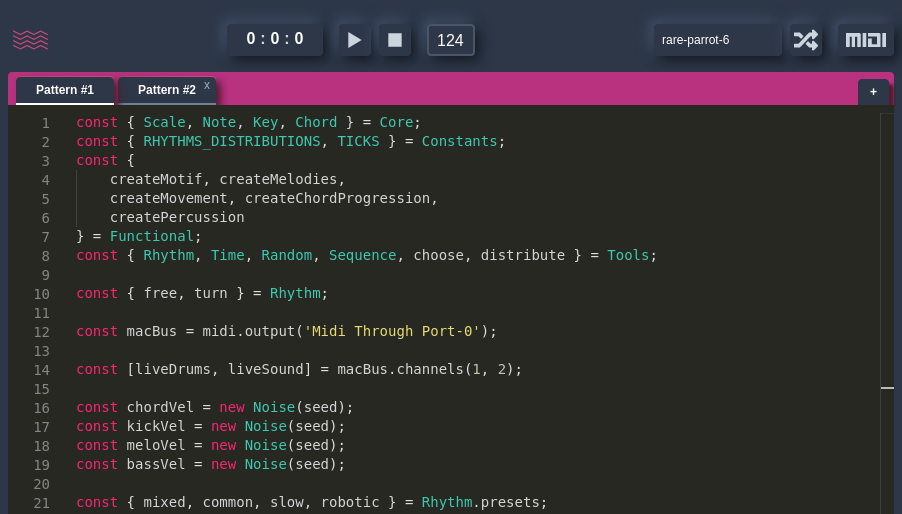 0 : 0 : 0 124 rare-parrot-6 MIDI
Pattern #1 Pattern #2 X +
1 const { Scale, Note, Key, Chord } = Core;
2 const { RHYTHMS_DISTRIBUTIONS, TICKS } = Constants;
3 const {
4     createMotif, createMelodies,
5     createMovement, createChordProgression,
6     createPercussion
7 } = Functional;
8 const { Rhythm, Time, Random, Sequence, choose, distribute } = Tools;
9
10 const { free, turn } = Rhythm;
11
12 const macBus = midi.output('Midi Through Port-0');
13
14 const [liveDrums, liveSound] = macBus.channels(1, 2);
15
16 const chordVel = new Noise(seed);
17 const kickVel = new Noise(seed);
18 const meloVel = new Noise(seed);
19 const bassVel = new Noise(seed);
20
21 const { mixed, common, slow, robotic } = Rhythm.presets;